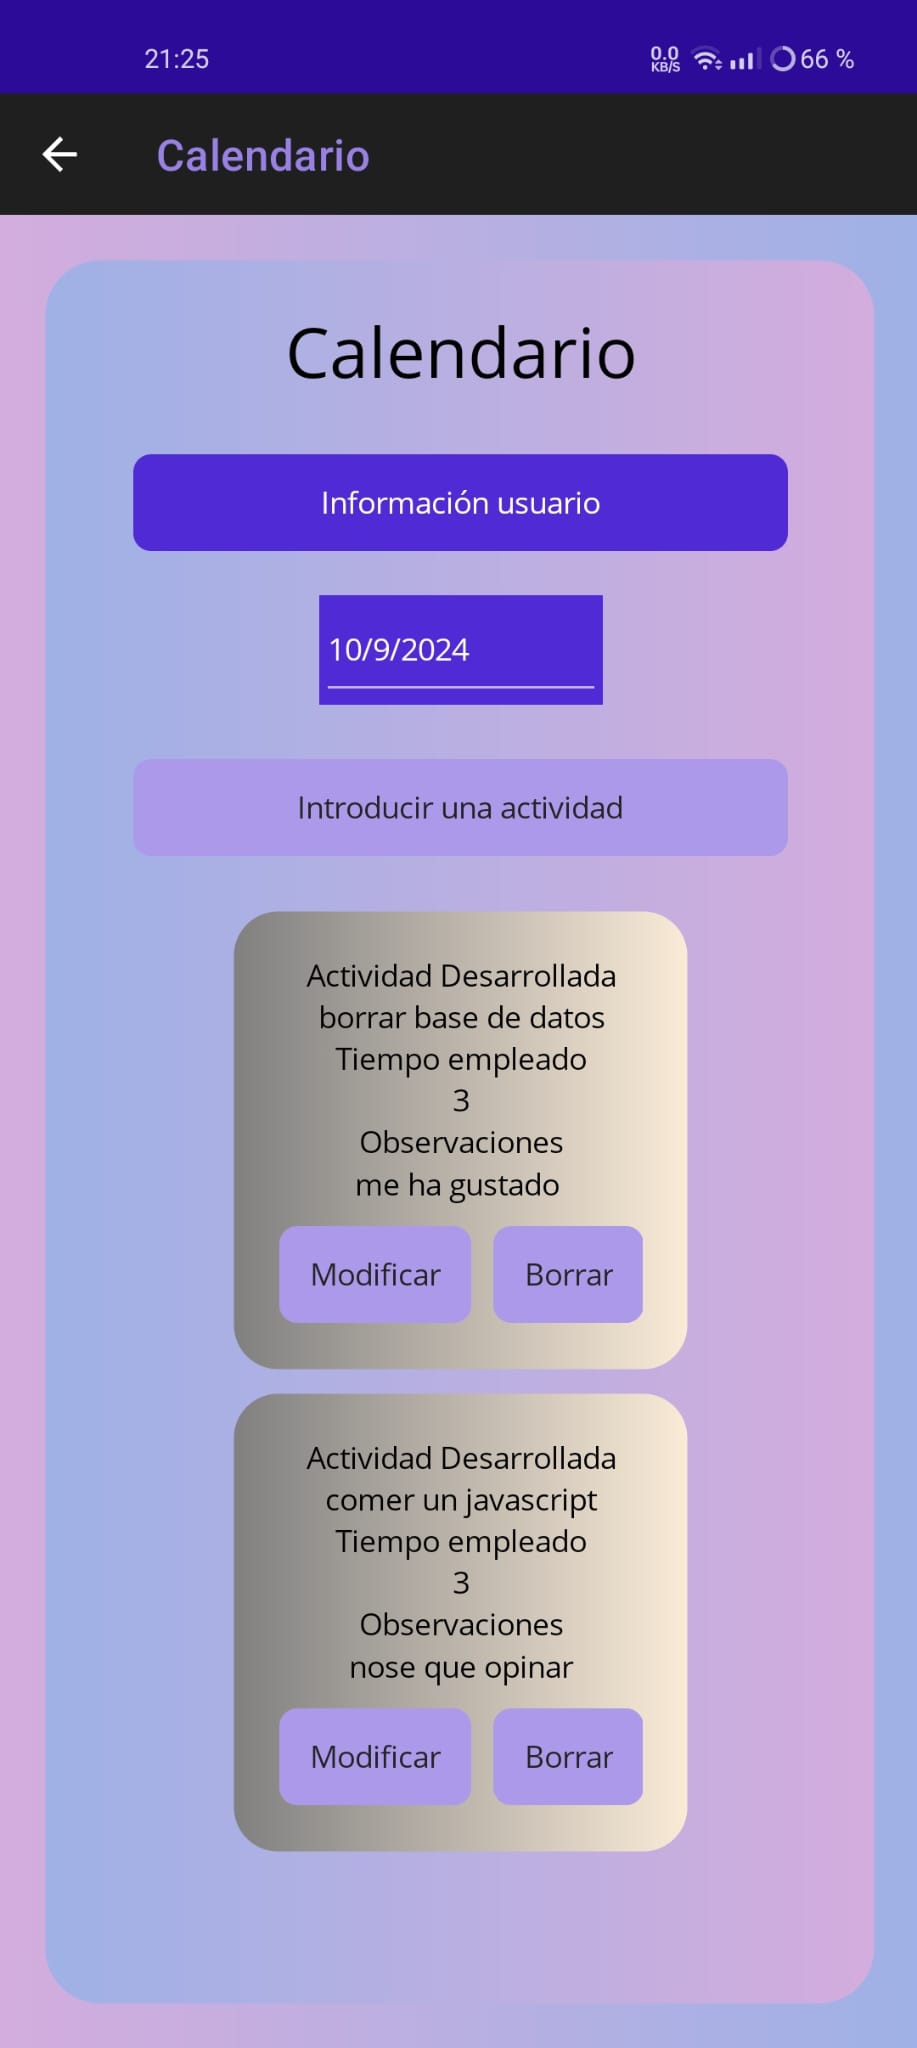 21:25
0.0
KB/S
66 %
Calendario
Calendario
Información usuario
10/9/2024
Introducir una actividad
Actividad Desarrollada
borrar base de datos
Tiempo empleado
3
Observaciones
me ha gustado
Modificar Borrar
Actividad Desarrollada
comer un javascript
Tiempo empleado
3
Observaciones
nose que opinar
Modificar Borrar